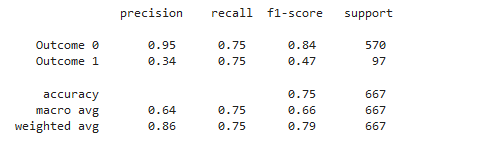 precision recall f1-score support
Outcome 0 0.95 0.75 0.84 570
Outcome 1 0.34 0.75 0.47 97
accuracy 0.75 667
macro avg 0.64 0.75 0.66 667
weighted avg 0.86 0.75 0.79 667